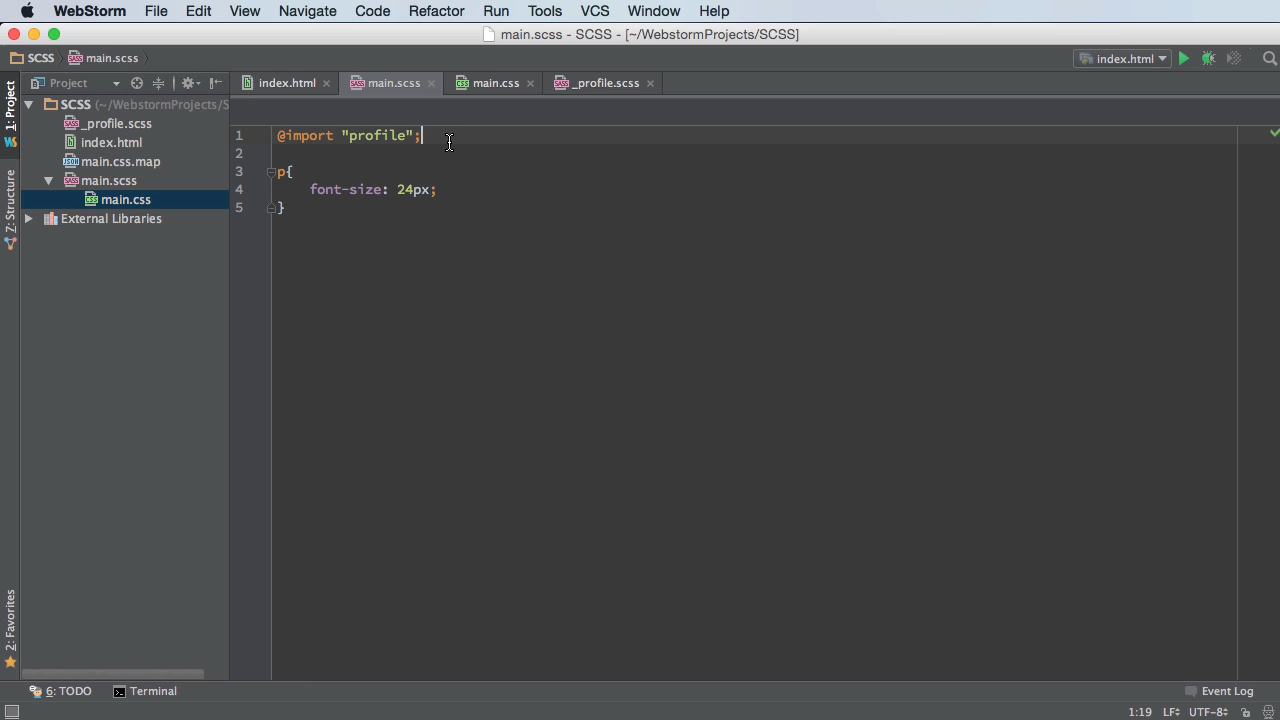 WebStorm File Edit View Navigate Code Refactor Run Tools VCS Window Help
main.scss - SCSS - [~/WebstormProjects/SCSS]
SCSS main.scss index.html
1: Project
Project
index.html main.scss main.css _profile.scss
SCSS (~/WebstormProjects/S
_profile.scss
index.html
JSON main.css.map
main.scss
main.css
External Libraries
Z: Structure
2: Favorites
1 @import "profile";
2
3 p{
4 font-size: 24px;
5 }
6: TODO Terminal Event Log
1:19 LF UTF-8